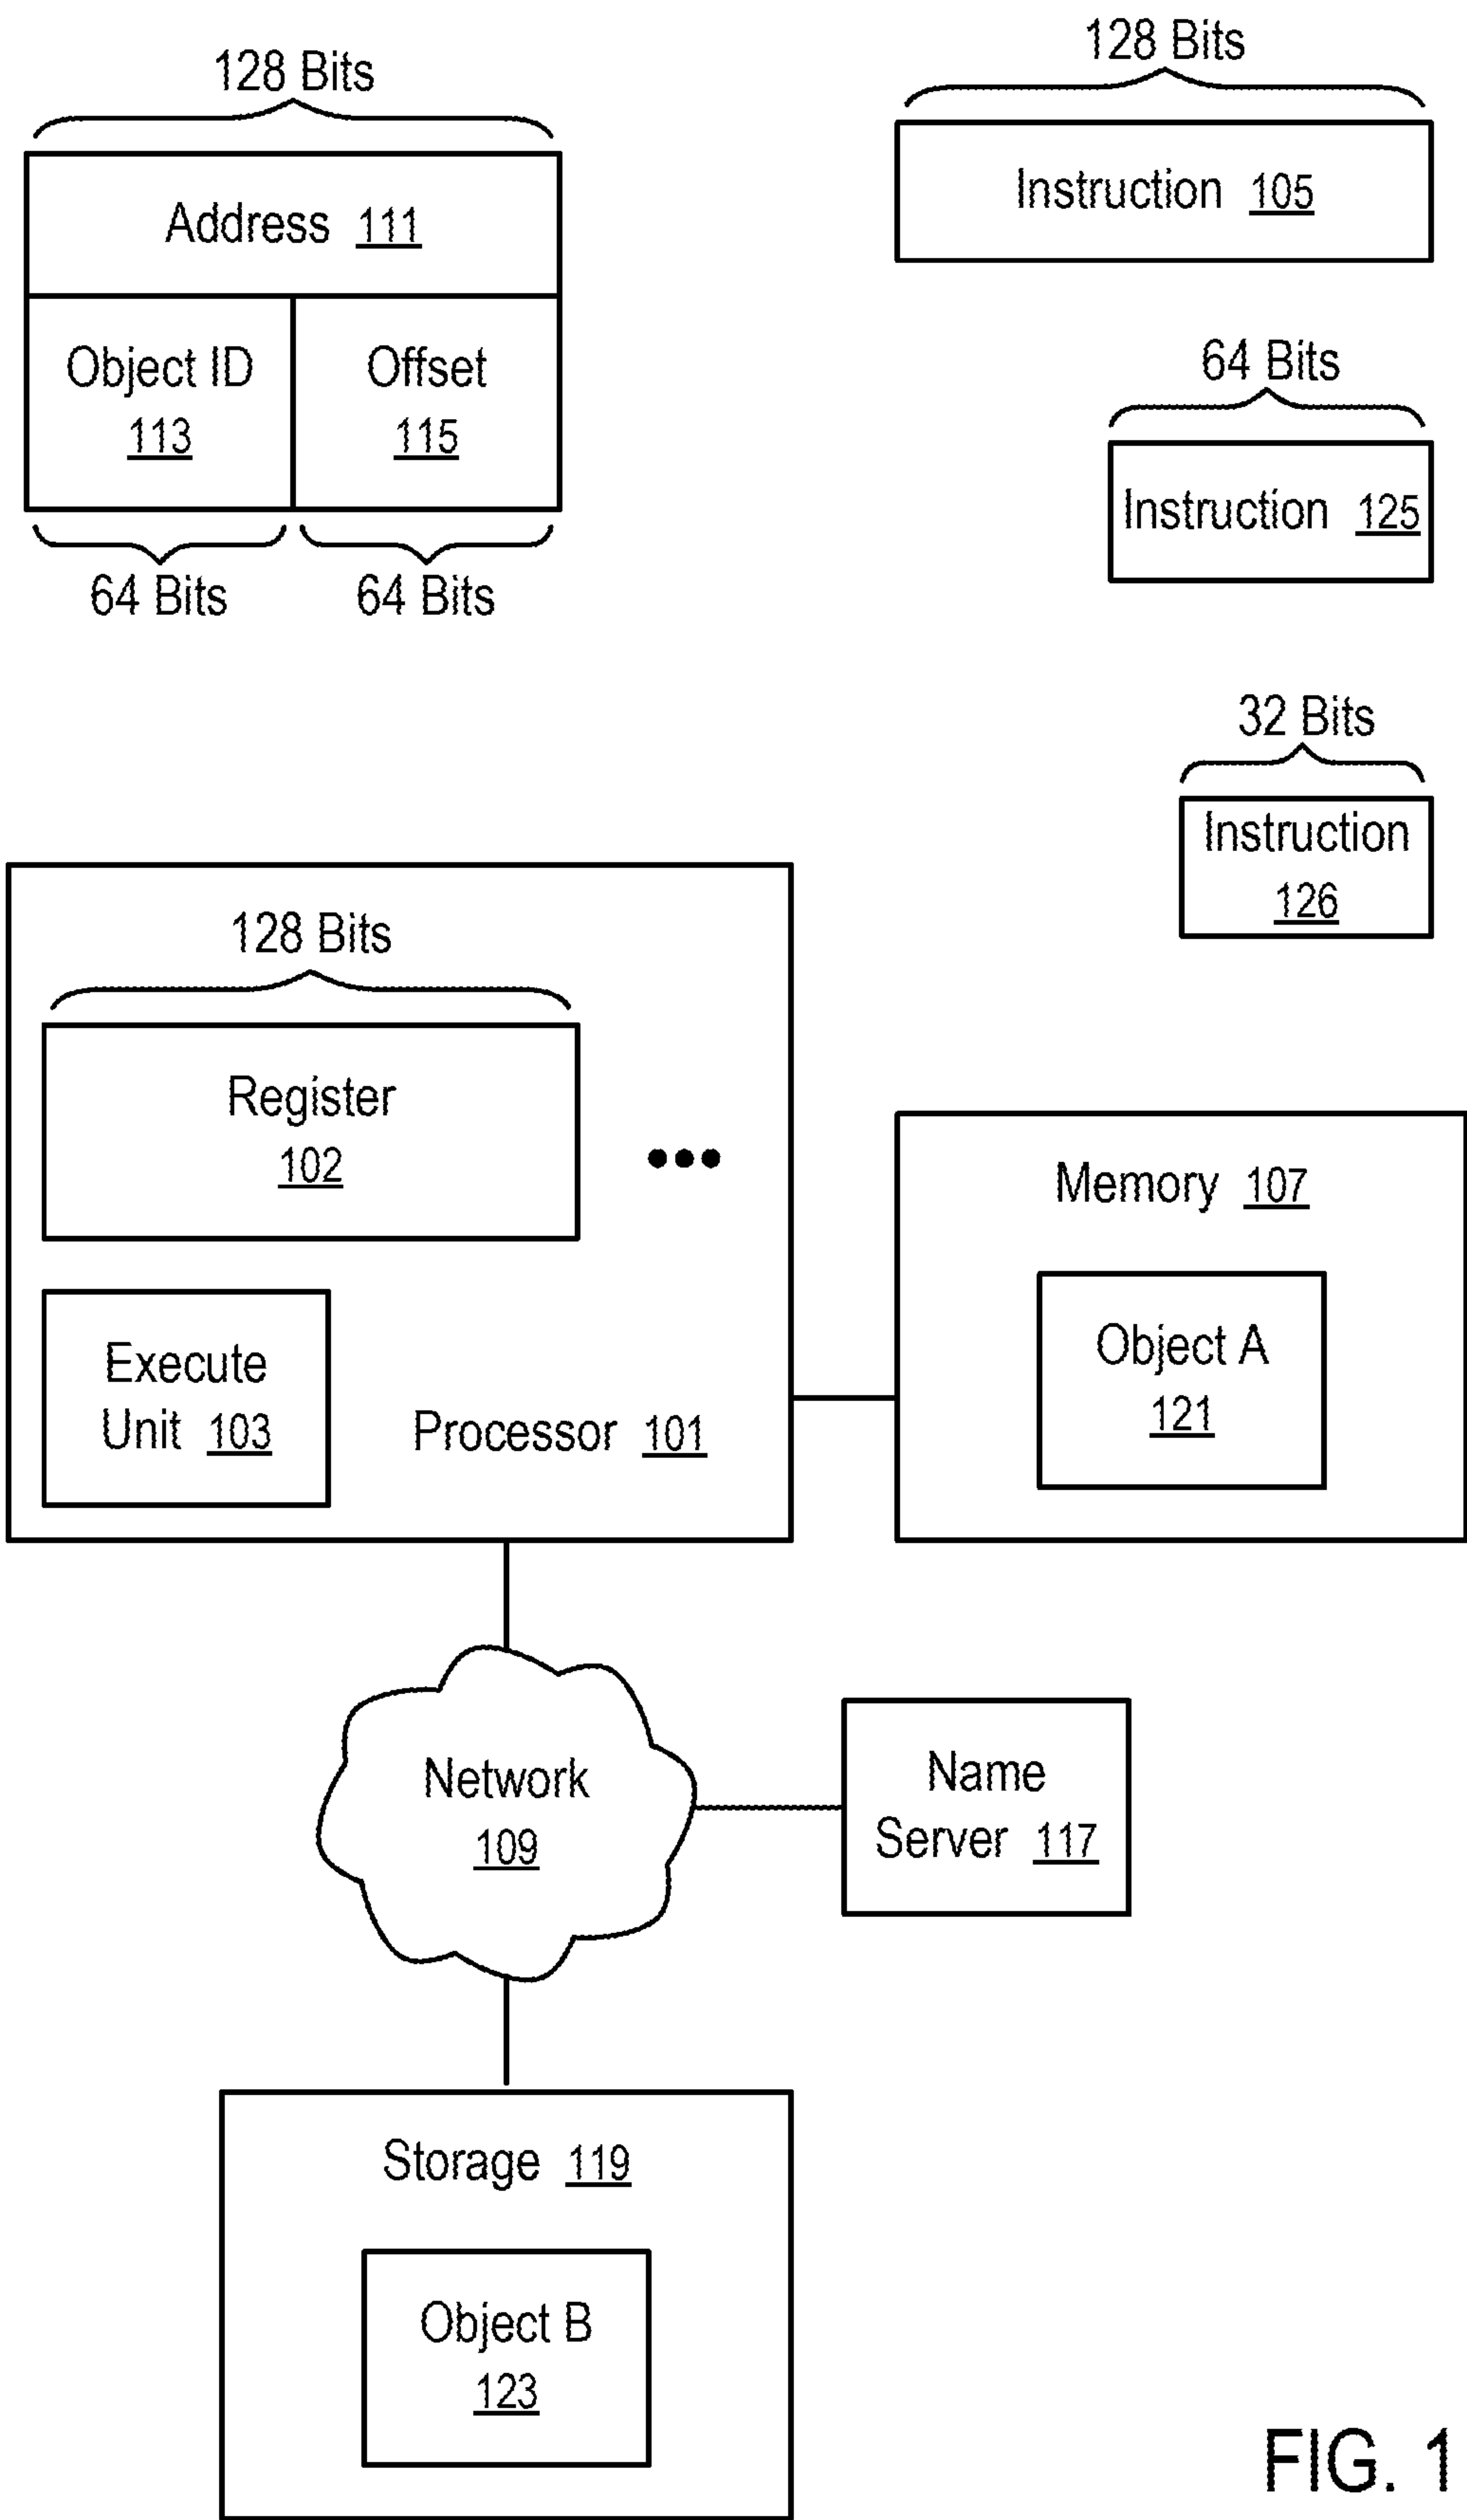 128 Bits
Address 111
Object ID
113
Offset
115
64 Bits
64 Bits
128 Bits
Instruction 105
64 Bits
Instruction 125
32 Bits
Instruction
126
128 Bits
Register
102
Execute
Unit 103
Processor 101
Memory 107
Object A
121
Network
109
Name
Server 117
Storage 119
Object B
123
FIG. 1